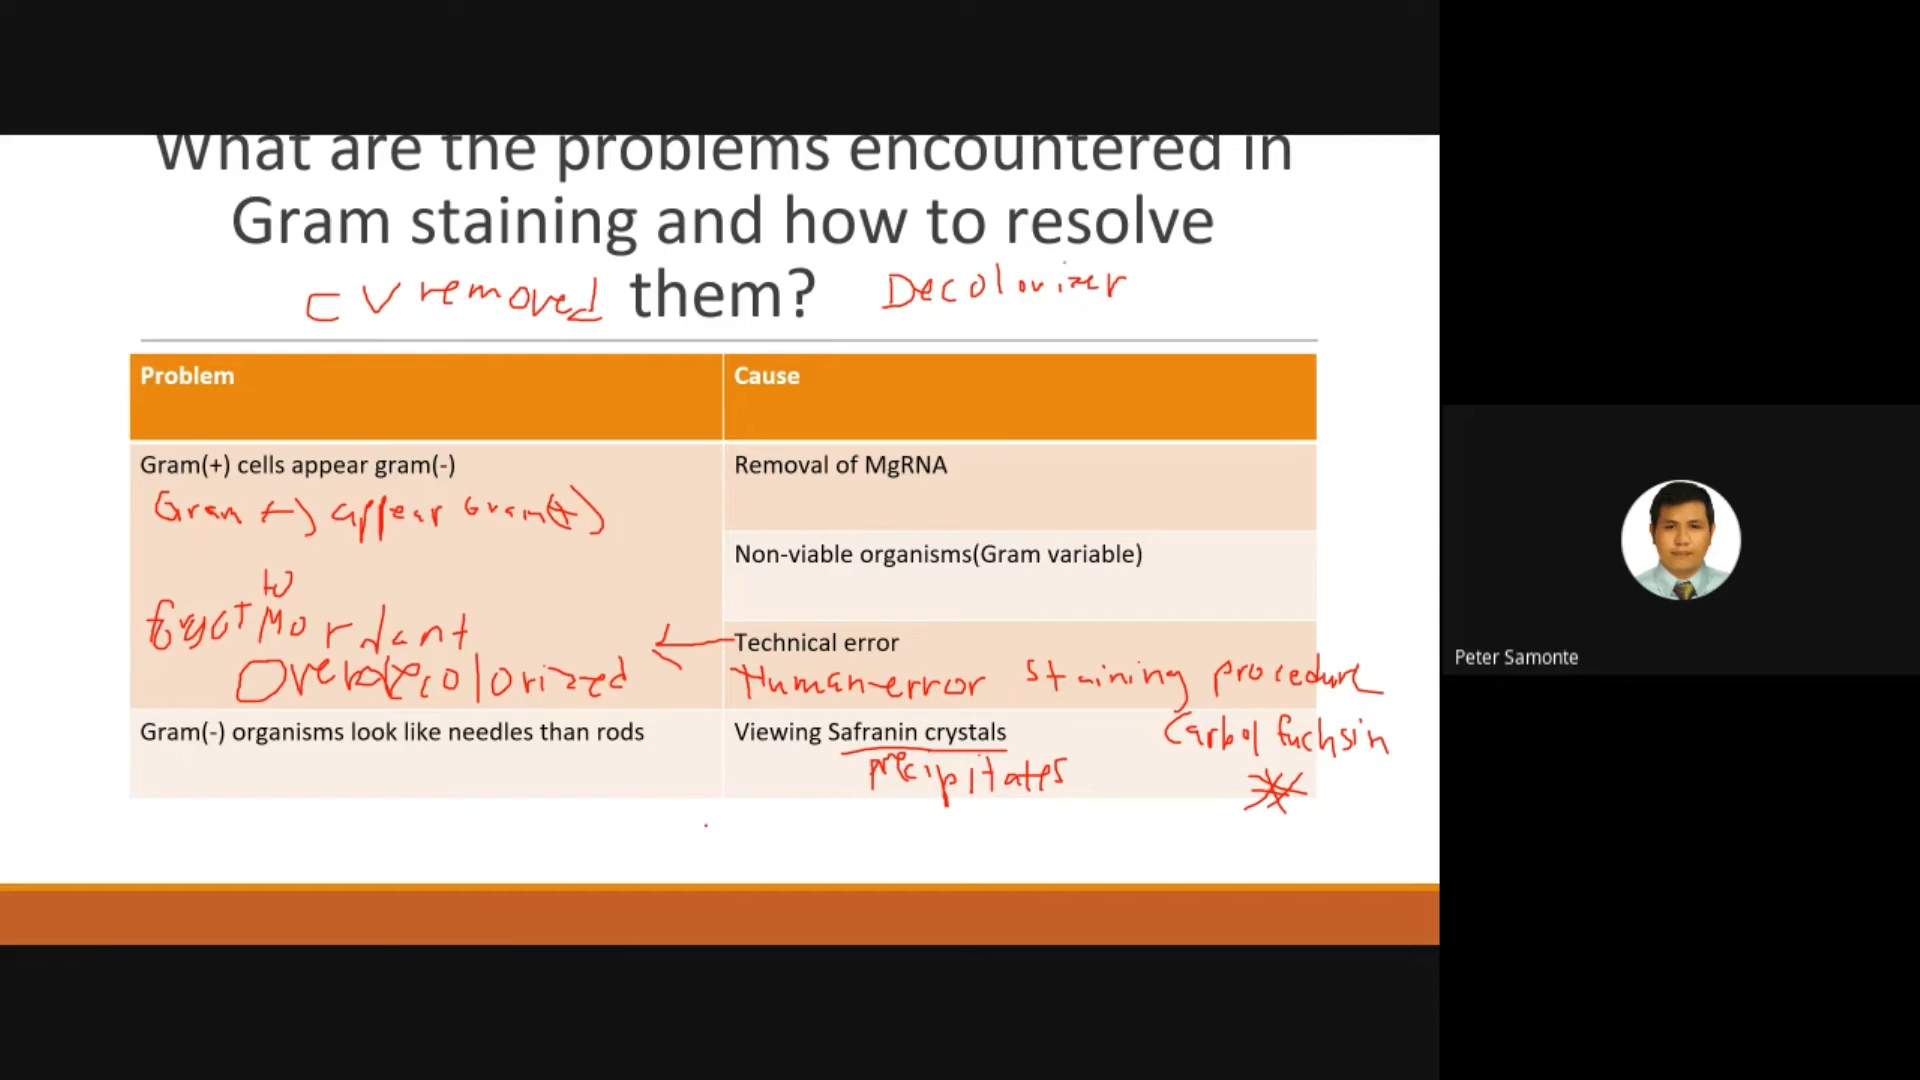 What are the problems encountered in
Gram staining and how to resolve
them?
CV removed
Decolorizer
Problem
Cause
Gram(+) cells appear gram(-)
Gram (-) appear Gram(+)
Removal of MgRNA
Non-viable organisms(Gram variable)
to
Mordant
Overdecolorized
Technical error
Human error staining procedure
Gram(-) organisms look like needles than rods
Viewing Safranin crystals
precipitates
Carbol fuchsin
Peter Samonte